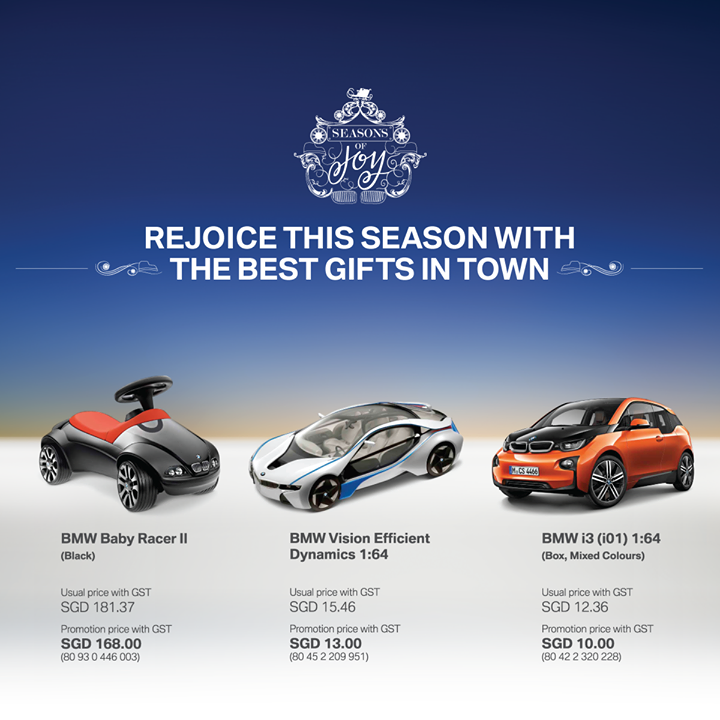 SEASONS
OF
Joy
REJOICE THIS SEASON WITH
THE BEST GIFTS IN TOWN
M·CS 4466
BMW Baby Racer II
(Black)
Usual price with GST
SGD 181.37
Promotion price with GST
SGD 168.00
(80 93 0 446 003)
BMW Vision Efficient
Dynamics 1:64
Usual price with GST
SGD 15.46
Promotion price with GST
SGD 13.00
(80 45 2 209 951)
BMW i3 (i01) 1:64
(Box, Mixed Colours)
Usual price with GST
SGD 12.36
Promotion price with GST
SGD 10.00
(80 42 2 320 228)